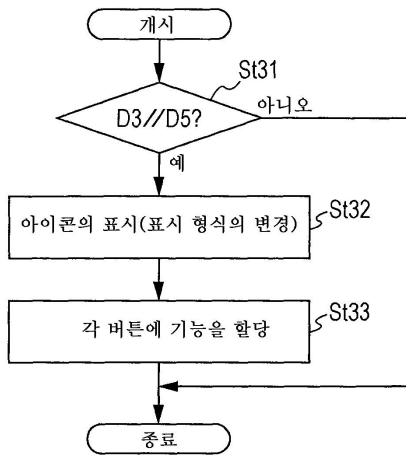 개시
St31
D3//D5?
아니오
예
아이콘의 표시(표시 형식의 변경)
St32
각 버튼에 기능을 할당
St33
종료